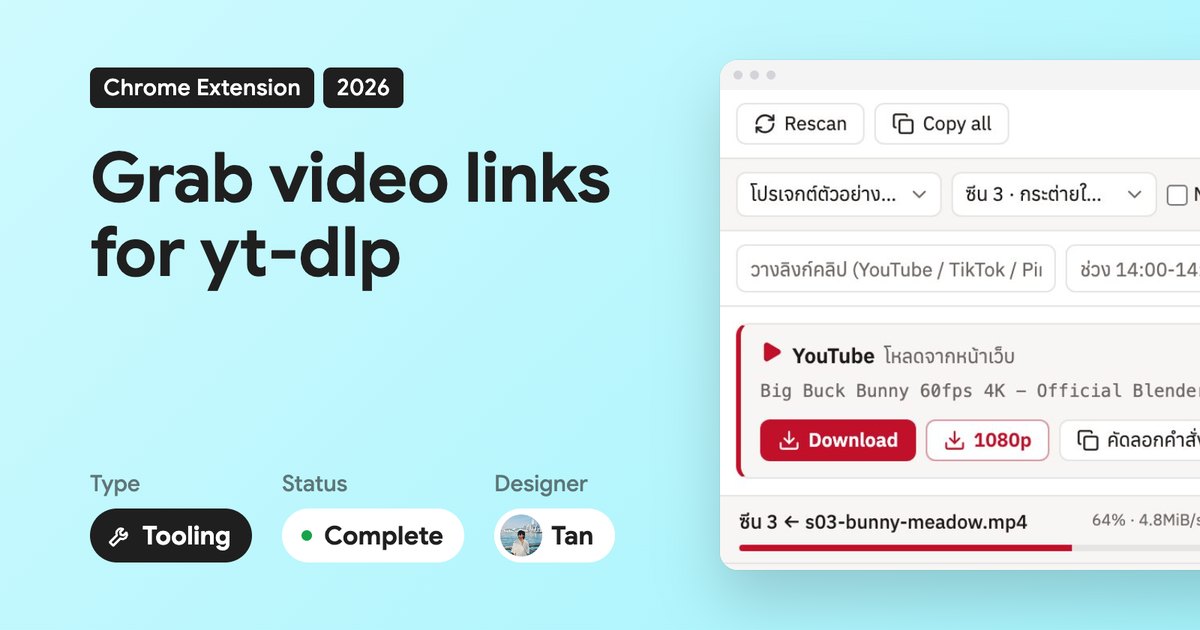 Chrome Extension
2026
Grab video links
for yt-dlp
Type
Tooling
Status
Complete
Designer
Tan
Rescan
Copy all
โปรเจกต์ตัวอย่าง...
ซีน 3 · กระต่ายใ...
วางลิงก์คลิป (YouTube / TikTok / Pi
ช่วง 14:00-14:
YouTube โหลดจากหน้าเว็บ
Big Buck Bunny 60fps 4K – Official Blender
Download
1080p
คัดลอกคำสั่ง
ซีน 3 ← s03-bunny-meadow.mp4
64% · 4.8MiB/s